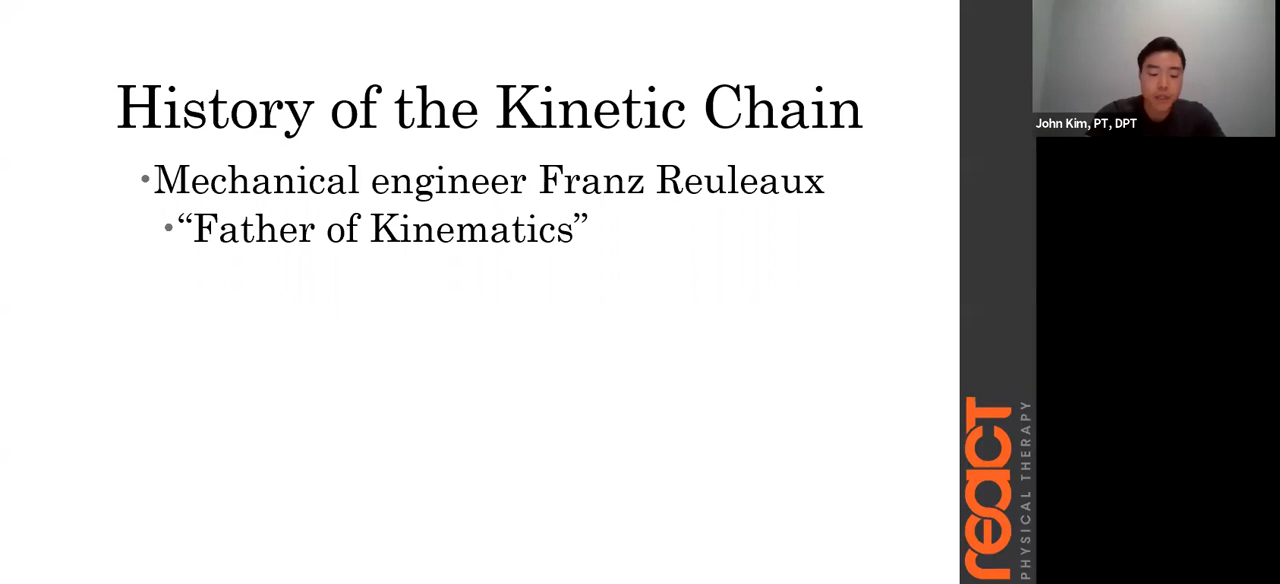 History of the Kinetic Chain
•Mechanical engineer Franz Reuleaux
•“Father of Kinematics”
John Kim, PT, DPT
react
PHYSICAL THERAPY